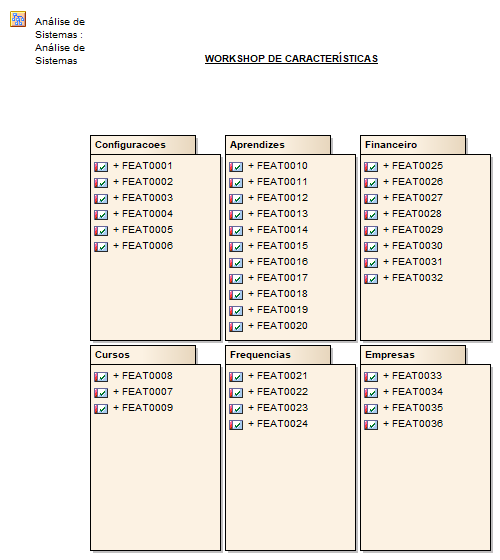 Análise de
Sistemas :
Análise de
Sistemas
WORKSHOP DE CARACTERÍSTICAS
Configuracoes
+ FEAT0001
+ FEAT0002
+ FEAT0003
+ FEAT0004
+ FEAT0005
+ FEAT0006
Aprendizes
+ FEAT0010
+ FEAT0011
+ FEAT0012
+ FEAT0013
+ FEAT0014
+ FEAT0015
+ FEAT0016
+ FEAT0017
+ FEAT0018
+ FEAT0019
+ FEAT0020
Financeiro
+ FEAT0025
+ FEAT0026
+ FEAT0027
+ FEAT0028
+ FEAT0029
+ FEAT0030
+ FEAT0031
+ FEAT0032
Cursos
+ FEAT0008
+ FEAT0007
+ FEAT0009
Frequencias
+ FEAT0021
+ FEAT0022
+ FEAT0023
+ FEAT0024
Empresas
+ FEAT0033
+ FEAT0034
+ FEAT0035
+ FEAT0036